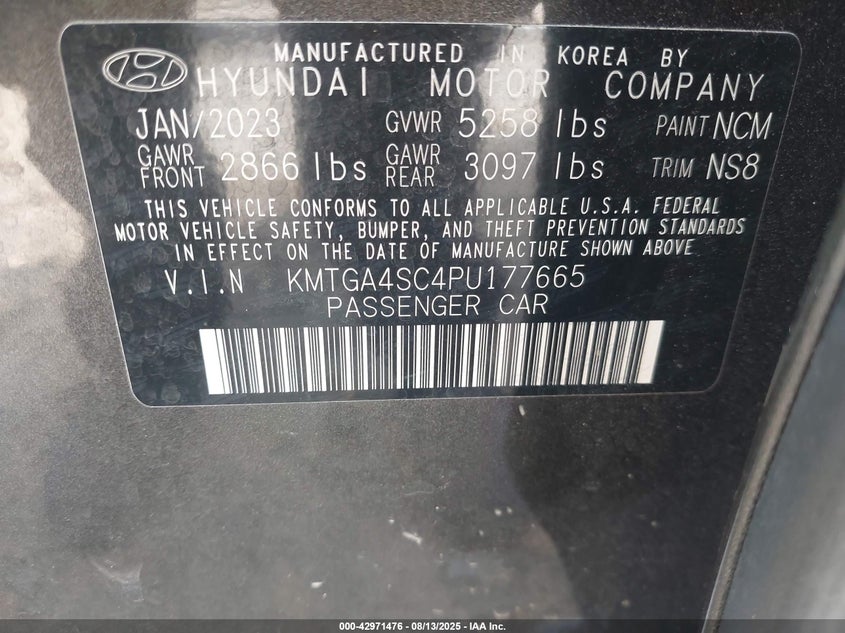 MANUFACTURED IN KOREA BY
HYUNDAI MOTOR COMPANY
JAN/2023 GVWR 5258 lbs PAINT NCM
GAWR FRONT 2866 lbs GAWR REAR 3097 lbs TRIM NS8
THIS VEHICLE CONFORMS TO ALL APPLICABLE U.S.A. FEDERAL
MOTOR VEHICLE SAFETY, BUMPER, AND THEFT PREVENTION STANDARDS
IN EFFECT ON THE DATE OF MANUFACTURE SHOWN ABOVE
V.I.N KMTGA4SC4PU177665
PASSENGER CAR
000-42971476 - 08/13/2025 - IAA Inc.